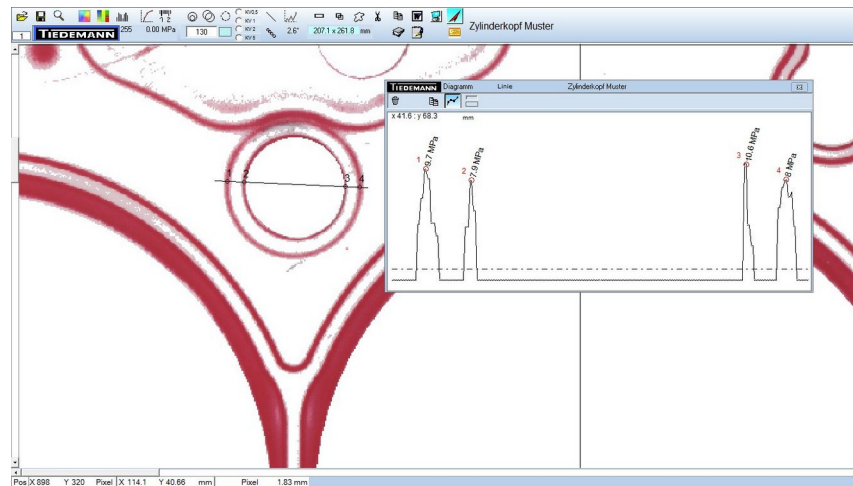 KV0,5
KV1
KV2
KV5
1 TIEDEMANN 255 0.00 MPa 130 2.6° 207.1 x 261.8 mm Zylinderkopf Muster
TIEDEMANN Diagramm Linie Zylinderkopf Muster
x 41.6 : y 68.3 mm
1 9.7 MPa
2 7.9 MPa
3 10.6 MPa
4 8 MPa
1 2 3 4
Pos X 898 Y 320 Pixel X 114.1 Y 40.66 mm Pixel 1.83 mm